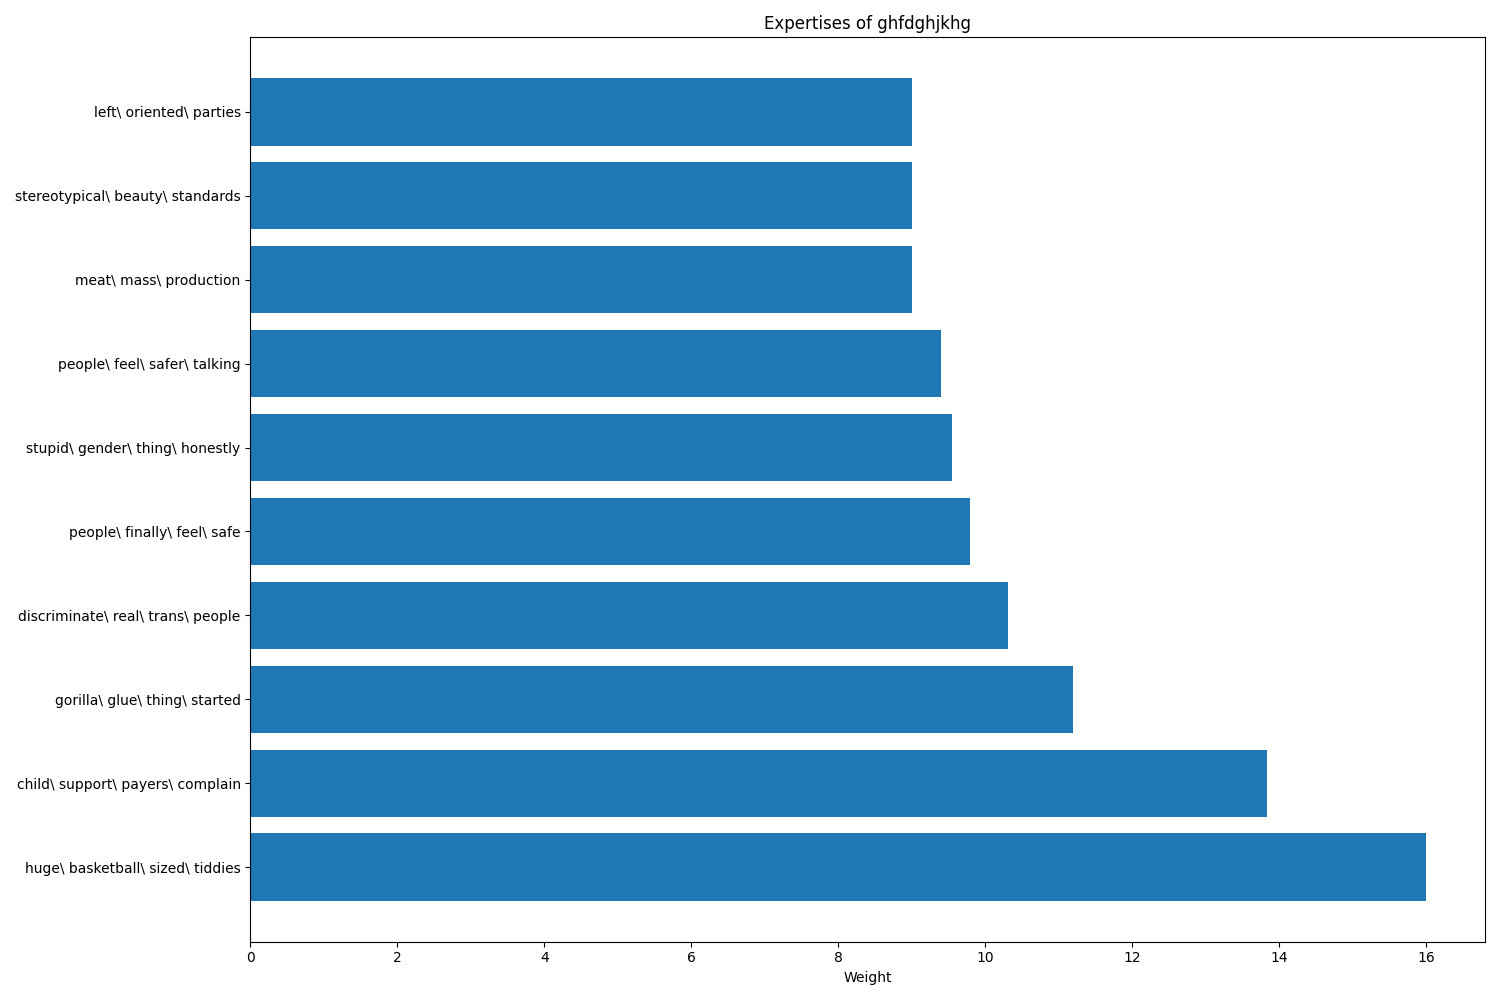 Expertises of ghfdghjkhg
left\ oriented\ parties
stereotypical\ beauty\ standards
meat\ mass\ production
people\ feel\ safer\ talking
stupid\ gender\ thing\ honestly
people\ finally\ feel\ safe
discriminate\ real\ trans\ people
gorilla\ glue\ thing\ started
child\ support\ payers\ complain
huge\ basketball\ sized\ tiddies
0 2 4 6 8 10 12 14 16
Weight